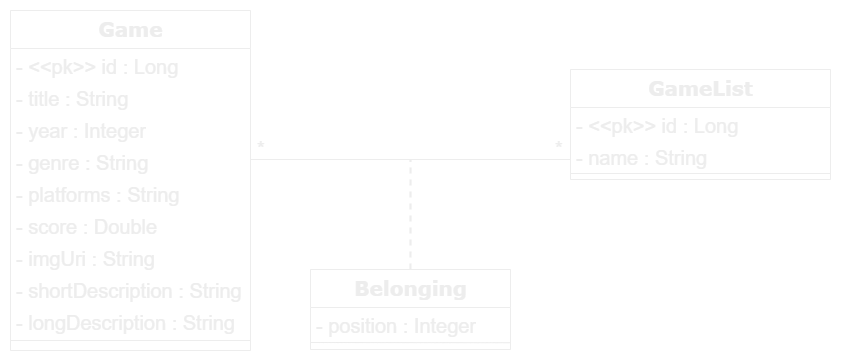 Game
- <<pk>> id : Long
- title : String
- year : Integer
- genre : String
- platforms : String
- score : Double
- imgUri : String
- shortDescription : String
- longDescription : String
*
*
GameList
- <<pk>> id : Long
- name : String
Belonging
- position : Integer